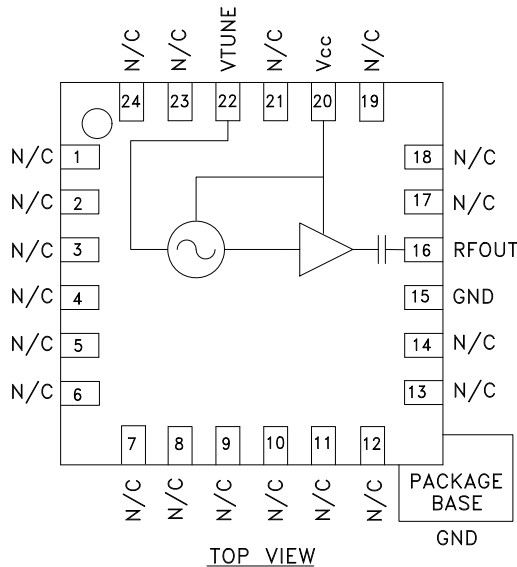 N/C
N/C
VTUNE
N/C
Vcc
N/C
24
23
22
21
20
19
N/C 1
18 N/C
N/C 2
17 N/C
N/C 3
16 RFOUT
N/C 4
15 GND
N/C 5
14 N/C
N/C 6
13 N/C
7
8
9
10
11
12
N/C
N/C
N/C
N/C
N/C
N/C
PACKAGE
BASE
GND
TOP VIEW